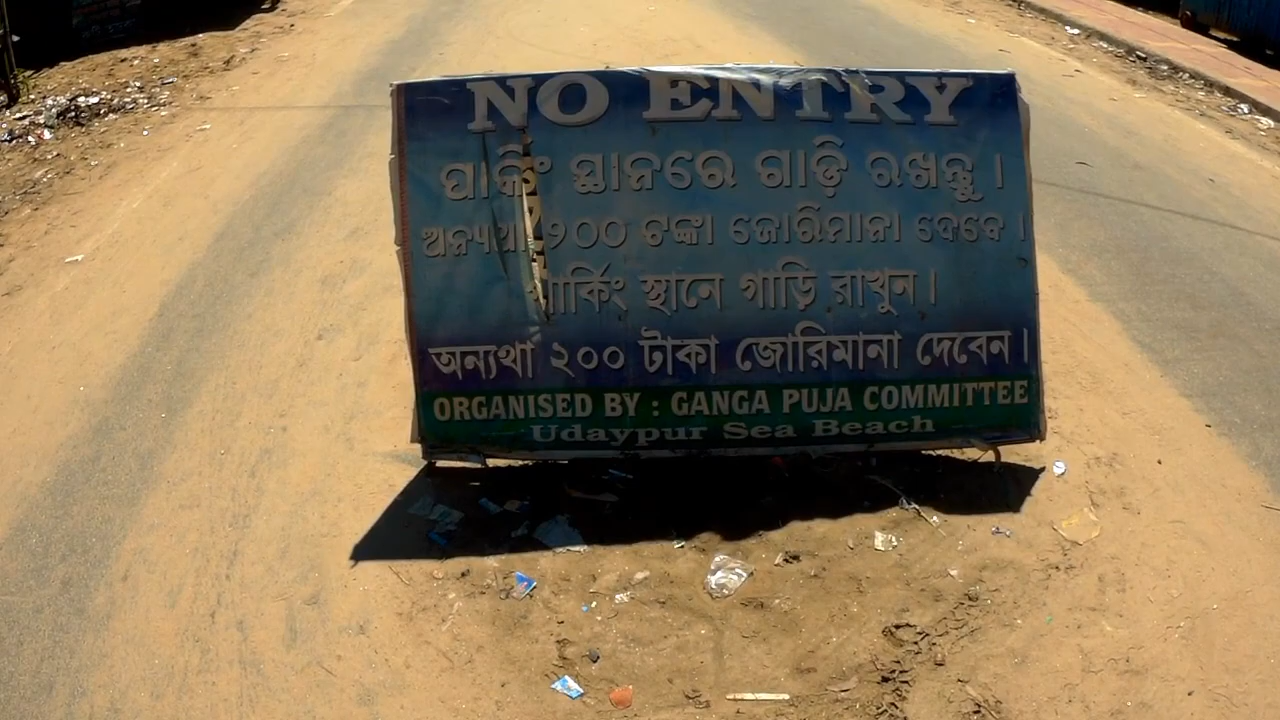 NO ENTRY
ପାର୍କିଂ ସ୍ଥାନରେ ଗାଡ଼ି ରଖନ୍ତୁ ।
ଅନ୍ୟଥା ୨୦୦ ଟଙ୍କା ଜୋରିମାନା ଦେବେ ।
পার্কিং স্থানে গাড়ি রাখুন।
অন্যথা ২০০ টাকা জোরিমানা দেবেন।
ORGANISED BY : GANGA PUJA COMMITTEE
Udaypur Sea Beach